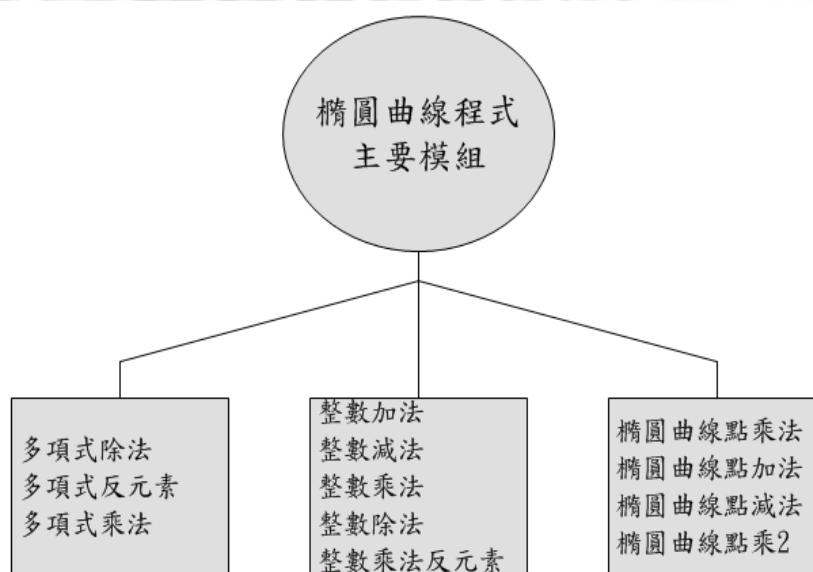 橢圓曲線程式
主要模組
多項式除法
多項式反元素
多項式乘法
整數加法
整數減法
整數乘法
整數除法
整數乘法反元素
橢圓曲線點乘法
橢圓曲線點加法
橢圓曲線點減法
橢圓曲線點乘2